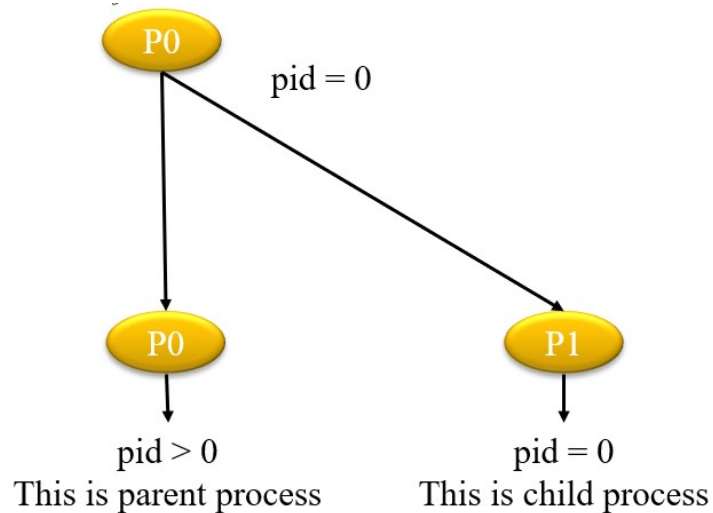 P0
pid = 0
P0
P1
pid > 0
pid = 0
This is parent process
This is child process